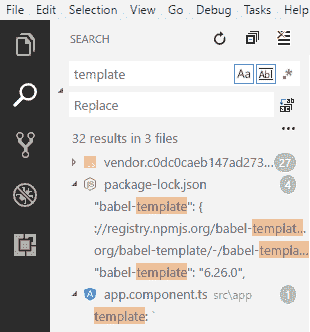 File Edit Selection View Go Debug Tasks Help
SEARCH
template
Aa Abl .*
Replace
...
32 results in 3 files
vendor.c0dc0caeb147ad273... 27
package-lock.json 4
"babel-template": {
://registry.npmjs.org/babel-templat...
org/babel-template/-/babel-templa...
"babel-template": "6.26.0",
app.component.ts src\app 1
template: `